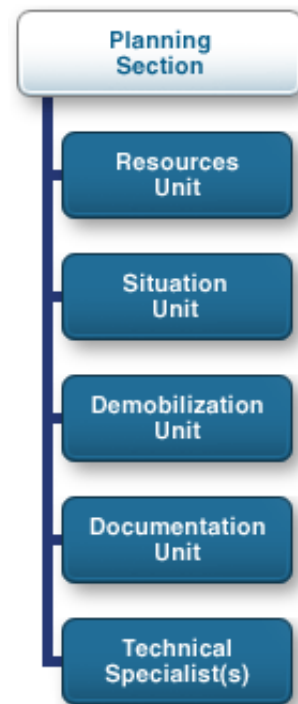 Planning
Section
Resources
Unit
Situation
Unit
Demobilization
Unit
Documentation
Unit
Technical
Specialist(s)